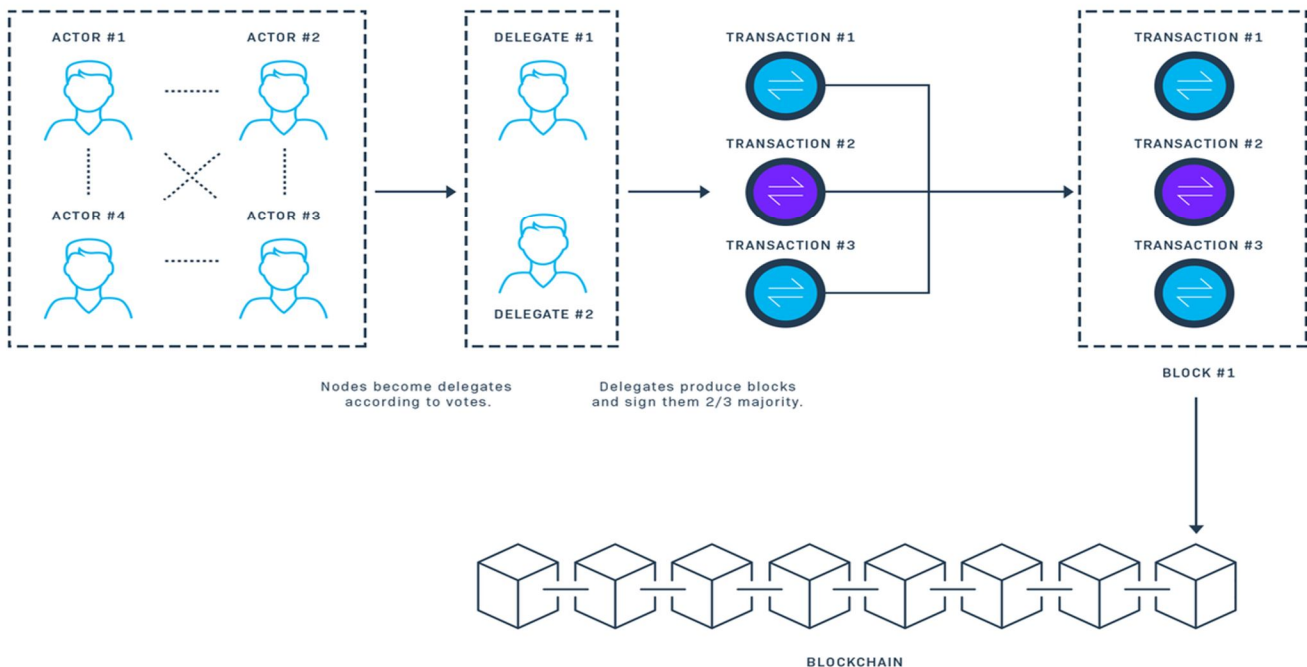 ACTOR #1
ACTOR #2
ACTOR #4
ACTOR #3
DELEGATE #1
DELEGATE #2
TRANSACTION #1
TRANSACTION #2
TRANSACTION #3
TRANSACTION #1
TRANSACTION #2
TRANSACTION #3
BLOCK #1
Nodes become delegates
according to votes.
Delegates produce blocks
and sign them 2/3 majority.
BLOCKCHAIN